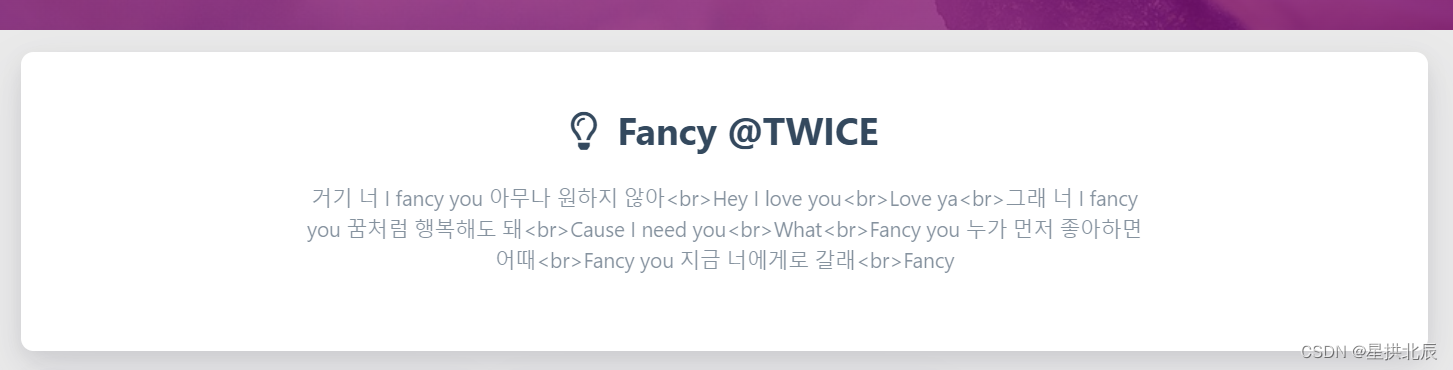 Fancy @TWICE
거기 너 I fancy you 아무나 원하지 않아<br>Hey I love you<br>Love ya<br>그래 너 I fancy
you 꿈처럼 행복해도 돼<br>Cause I need you<br>What<br>Fancy you 누가 먼저 좋아하면
어때<br>Fancy you 지금 너에게로 갈래<br>Fancy
CSDN @星拱北辰